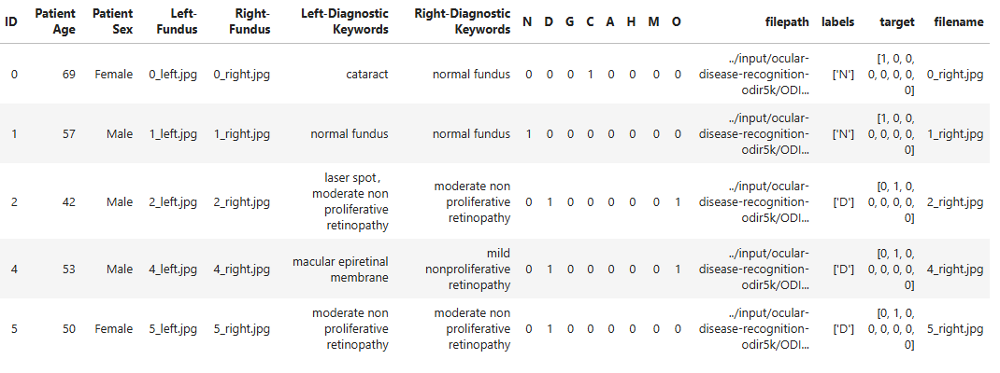 ID Patient Age Patient Sex Left-Fundus Right-Fundus Left-Diagnostic Keywords Right-Diagnostic Keywords N D G C A H M O filepath labels target filename
0 69 Female 0_left.jpg 0_right.jpg cataract normal fundus 0 0 0 1 0 0 0 0 ../input/ocular-disease-recognition-odir5k/ODI... ['N'] [1, 0, 0, 0, 0, 0, 0, 0] 0_right.jpg
1 57 Male 1_left.jpg 1_right.jpg normal fundus normal fundus 1 0 0 0 0 0 0 0 ../input/ocular-disease-recognition-odir5k/ODI... ['N'] [1, 0, 0, 0, 0, 0, 0, 0] 1_right.jpg
2 42 Male 2_left.jpg 2_right.jpg laser spot, moderate non proliferative retinopathy moderate non proliferative retinopathy 0 1 0 0 0 0 0 1 ../input/ocular-disease-recognition-odir5k/ODI... ['D'] [0, 1, 0, 0, 0, 0, 0, 0] 2_right.jpg
4 53 Male 4_left.jpg 4_right.jpg macular epiretinal membrane mild nonproliferative retinopathy 0 1 0 0 0 0 0 1 ../input/ocular-disease-recognition-odir5k/ODI... ['D'] [0, 1, 0, 0, 0, 0, 0, 0] 4_right.jpg
5 50 Female 5_left.jpg 5_right.jpg moderate non proliferative retinopathy moderate non proliferative retinopathy 0 1 0 0 0 0 0 0 ../input/ocular-disease-recognition-odir5k/ODI... ['D'] [0, 1, 0, 0, 0, 0, 0, 0] 5_right.jpg